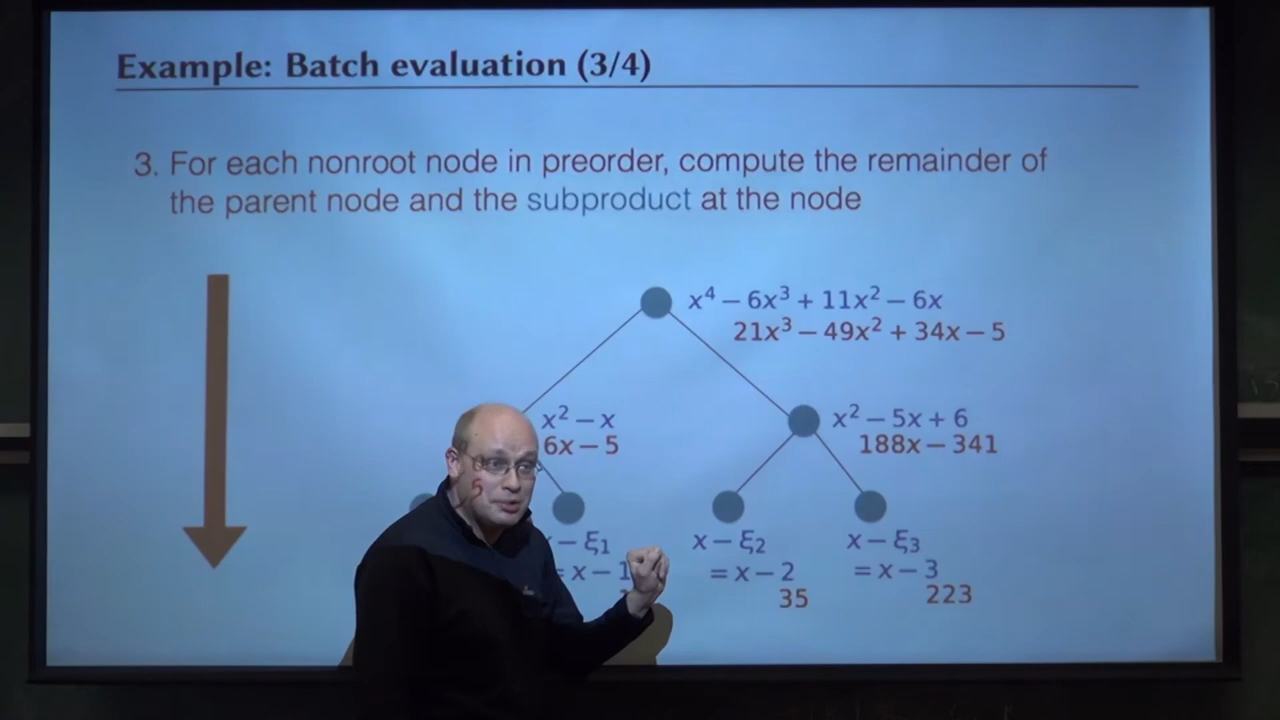 Example: Batch evaluation (3/4)
3. For each nonroot node in preorder, compute the remainder of
the parent node and the subproduct at the node
x⁴ − 6x³ + 11x² − 6x
21x³ − 49x² + 34x − 5
x² − x
6x − 5
x² − 5x + 6
188x − 341
5
− ξ₁
= x − 1
x − ξ₂
= x − 2
35
x − ξ₃
= x − 3
223